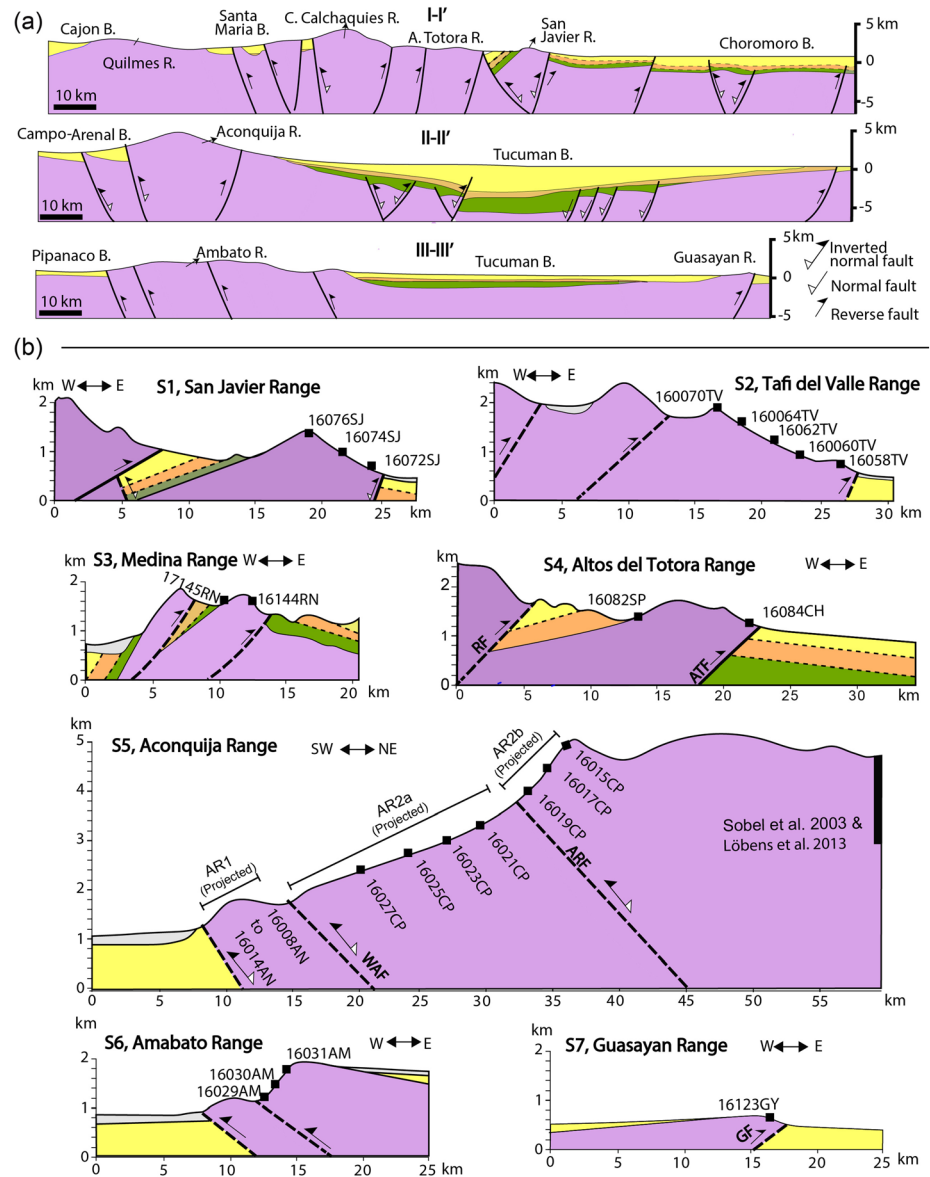 (a)
I-I'
Cajon B.
Quilmes R.
Santa
Maria B.
C. Calchaquies R.
A. Totora R.
San
Javier R.
Choromoro B.
5 km
0
-5
10 km
II-II'
Campo-Arenal B.
Aconquija R.
Tucuman B.
5 km
0
-5
10 km
III-III'
Pipanaco B.
Ambato R.
Tucuman B.
Guasayan R.
5 km
0
-5
10 km
Inverted
normal fault
Normal fault
Reverse fault
(b)
km W E S1, San Javier Range
2
1
0
16076SJ
16074SJ
16072SJ
0 5 10 15 20 25 km
km W E S2, Tafi del Valle Range
2
1
0
160070TV
160064TV
16062TV
160060TV
16058TV
0 5 10 15 20 25 30 km
km S3, Medina Range W E
2
1
0
17145RN
16144RN
0 5 10 15 20 km
km S4, Altos del Totora Range W E
2
1
0
16082SP
16084CH
RF
ATF
0 5 10 15 20 25 30 km
km
S5, Aconquija Range SW NE
5
4
3
2
1
0
AR1
(Projected)
AR2a
(Projected)
AR2b
(Projected)
16008AN
to
16014AN
WAF
16027CP
16025CP
16023CP
16021CP
16019CP
16017CP
16015CP
ARF
Sobel et al. 2003 &
Löbens et al. 2013
0 5 10 15 20 25 30 35 40 45 55 km
km
S6, Amabato Range W E
2
1
0
16031AM
16030AM
16029AM
0 5 10 15 20 25 km
km
S7, Guasayan Range W E
2
1
0
16123GY
GF
0 5 10 15 20 25 km